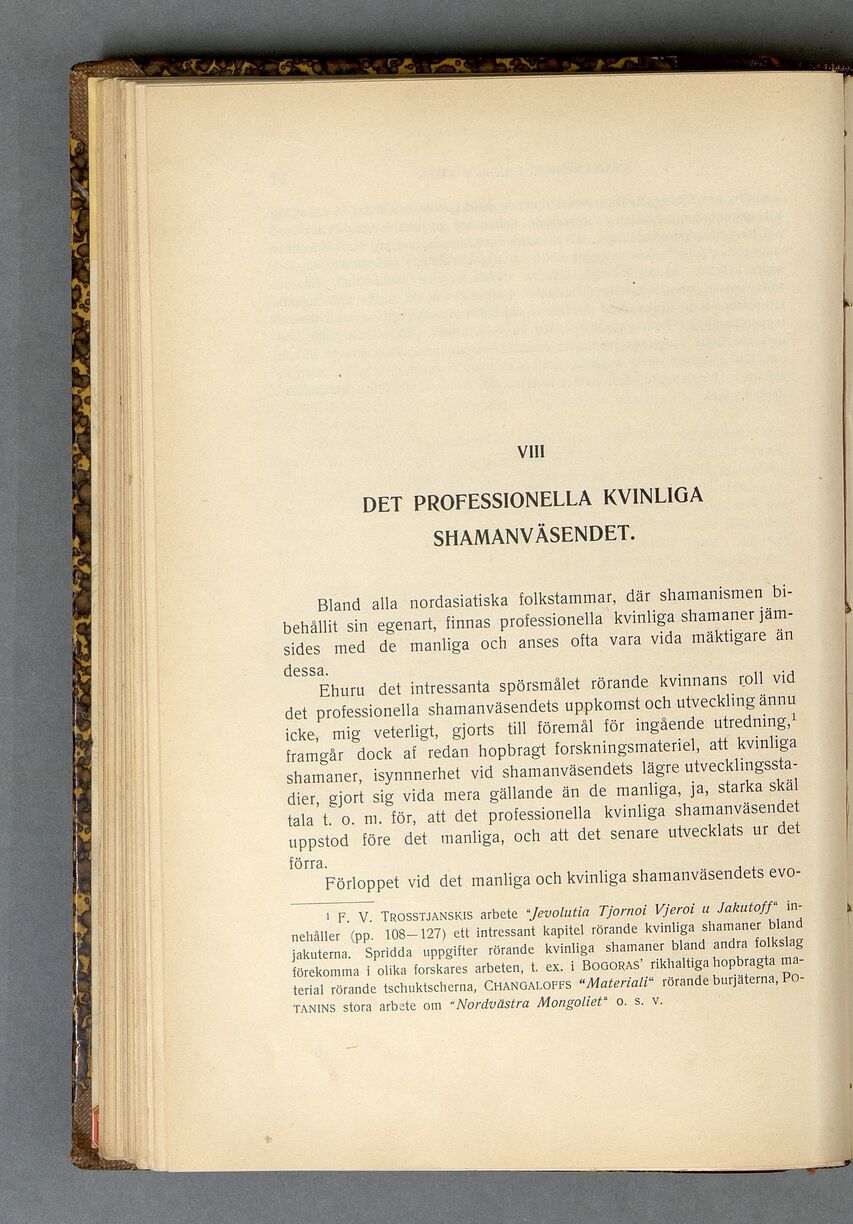 VIII
DET PROFESSIONELLA KVINLIGA
SHAMANVÄSENDET.
Bland alla nordasiatiska folkstammar, där shamanismen bi-
behållit sin egenart, finnas professionella kvinliga shamaner jäm-
sides med de manliga och anses ofta vara vida mäktigare än
dessa.
Ehuru det intressanta spörsmålet rörande kvinnans roll vid
det professionella shamanväsendets uppkomst och utveckling ännu
icke, mig veterligt, gjorts till föremål för ingående utredning,¹
framgår dock af redan hopbragt forskningsmateriel, att kvinliga
shamaner, isynnnerhet vid shamanväsendets lägre utvecklingssta-
dier, gjort sig vida mera gällande än de manliga, ja, starka skäl
tala t. o. m. för, att det professionella kvinliga shamanväsendet
uppstod före det manliga, och att det senare utvecklats ur det
förra.
Förloppet vid det manliga och kvinliga shamanväsendets evo-
¹ F. V. TROSSTJANSKIS arbete “Jevolutia Tjornoi Vjeroi u Jakutoff“ in-
nehåller (pp. 108—127) ett intressant kapitel rörande kvinliga shamaner bland
jakuterna. Spridda uppgifter rörande kvinliga shamaner bland andra folkslag
förekomma i olika forskares arbeten, t. ex. i BOGORAS’ rikhaltiga hopbragta ma-
terial rörande tschuktscherna, CHANGALOFFS “Materiali“ rörande burjäterna, PO-
TANINS stora arbete om “Nordvästra Mongoliet“ o. s. v.